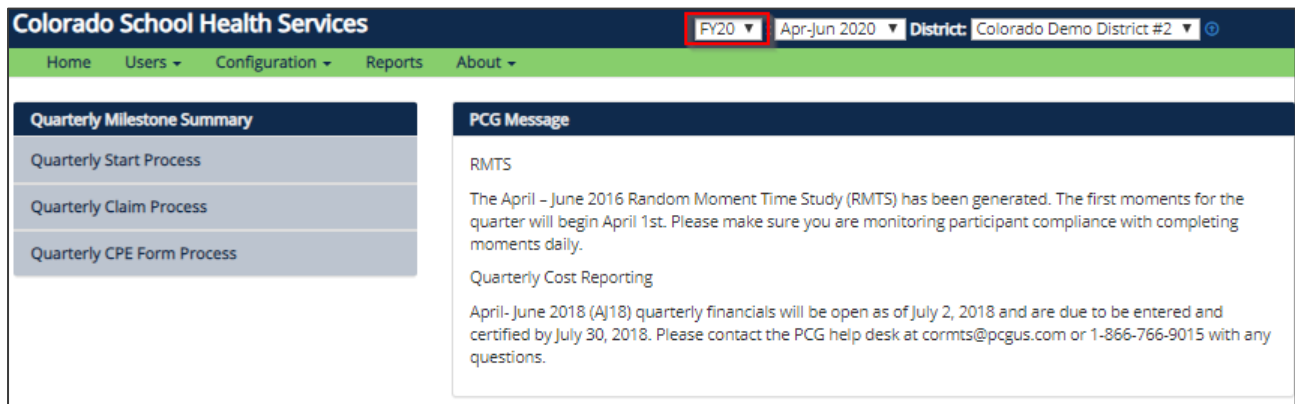 Colorado School Health Services
FY20 Apr-Jun 2020 District: Colorado Demo District #2
Home Users Configuration Reports About
Quarterly Milestone Summary
Quarterly Start Process
Quarterly Claim Process
Quarterly CPE Form Process
PCG Message
RMTS
The April – June 2016 Random Moment Time Study (RMTS) has been generated. The first moments for the
quarter will begin April 1st. Please make sure you are monitoring participant compliance with completing
moments daily.
Quarterly Cost Reporting
April- June 2018 (AJ18) quarterly financials will be open as of July 2, 2018 and are due to be entered and
certified by July 30, 2018. Please contact the PCG help desk at cormts@pcgus.com or 1-866-766-9015 with any
questions.